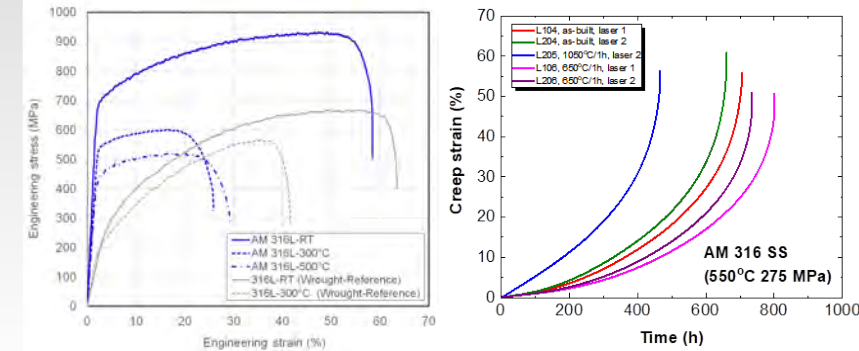 1000
900
800
700
600
500
400
300
200
100
0
Engineering stress (MPa)
0 10 20 30 40 50 60 70
Engineering strain (%)
AM 316L-RT
AM 316L-300°C
AM 316L-500°C
316L-RT (Wrought-Reference)
316L-300°C (Wrought-Reference)
70
60
50
40
30
20
10
0
Creep strain (%)
L104, as-built, laser 1
L204, as-built, laser 2
L205, 1050°C/1h, laser 2
L106, 650°C/1h, laser 1
L206, 650°C/1h, laser 2
AM 316 SS
(550°C 275 MPa)
0 200 400 600 800 1000
Time (h)